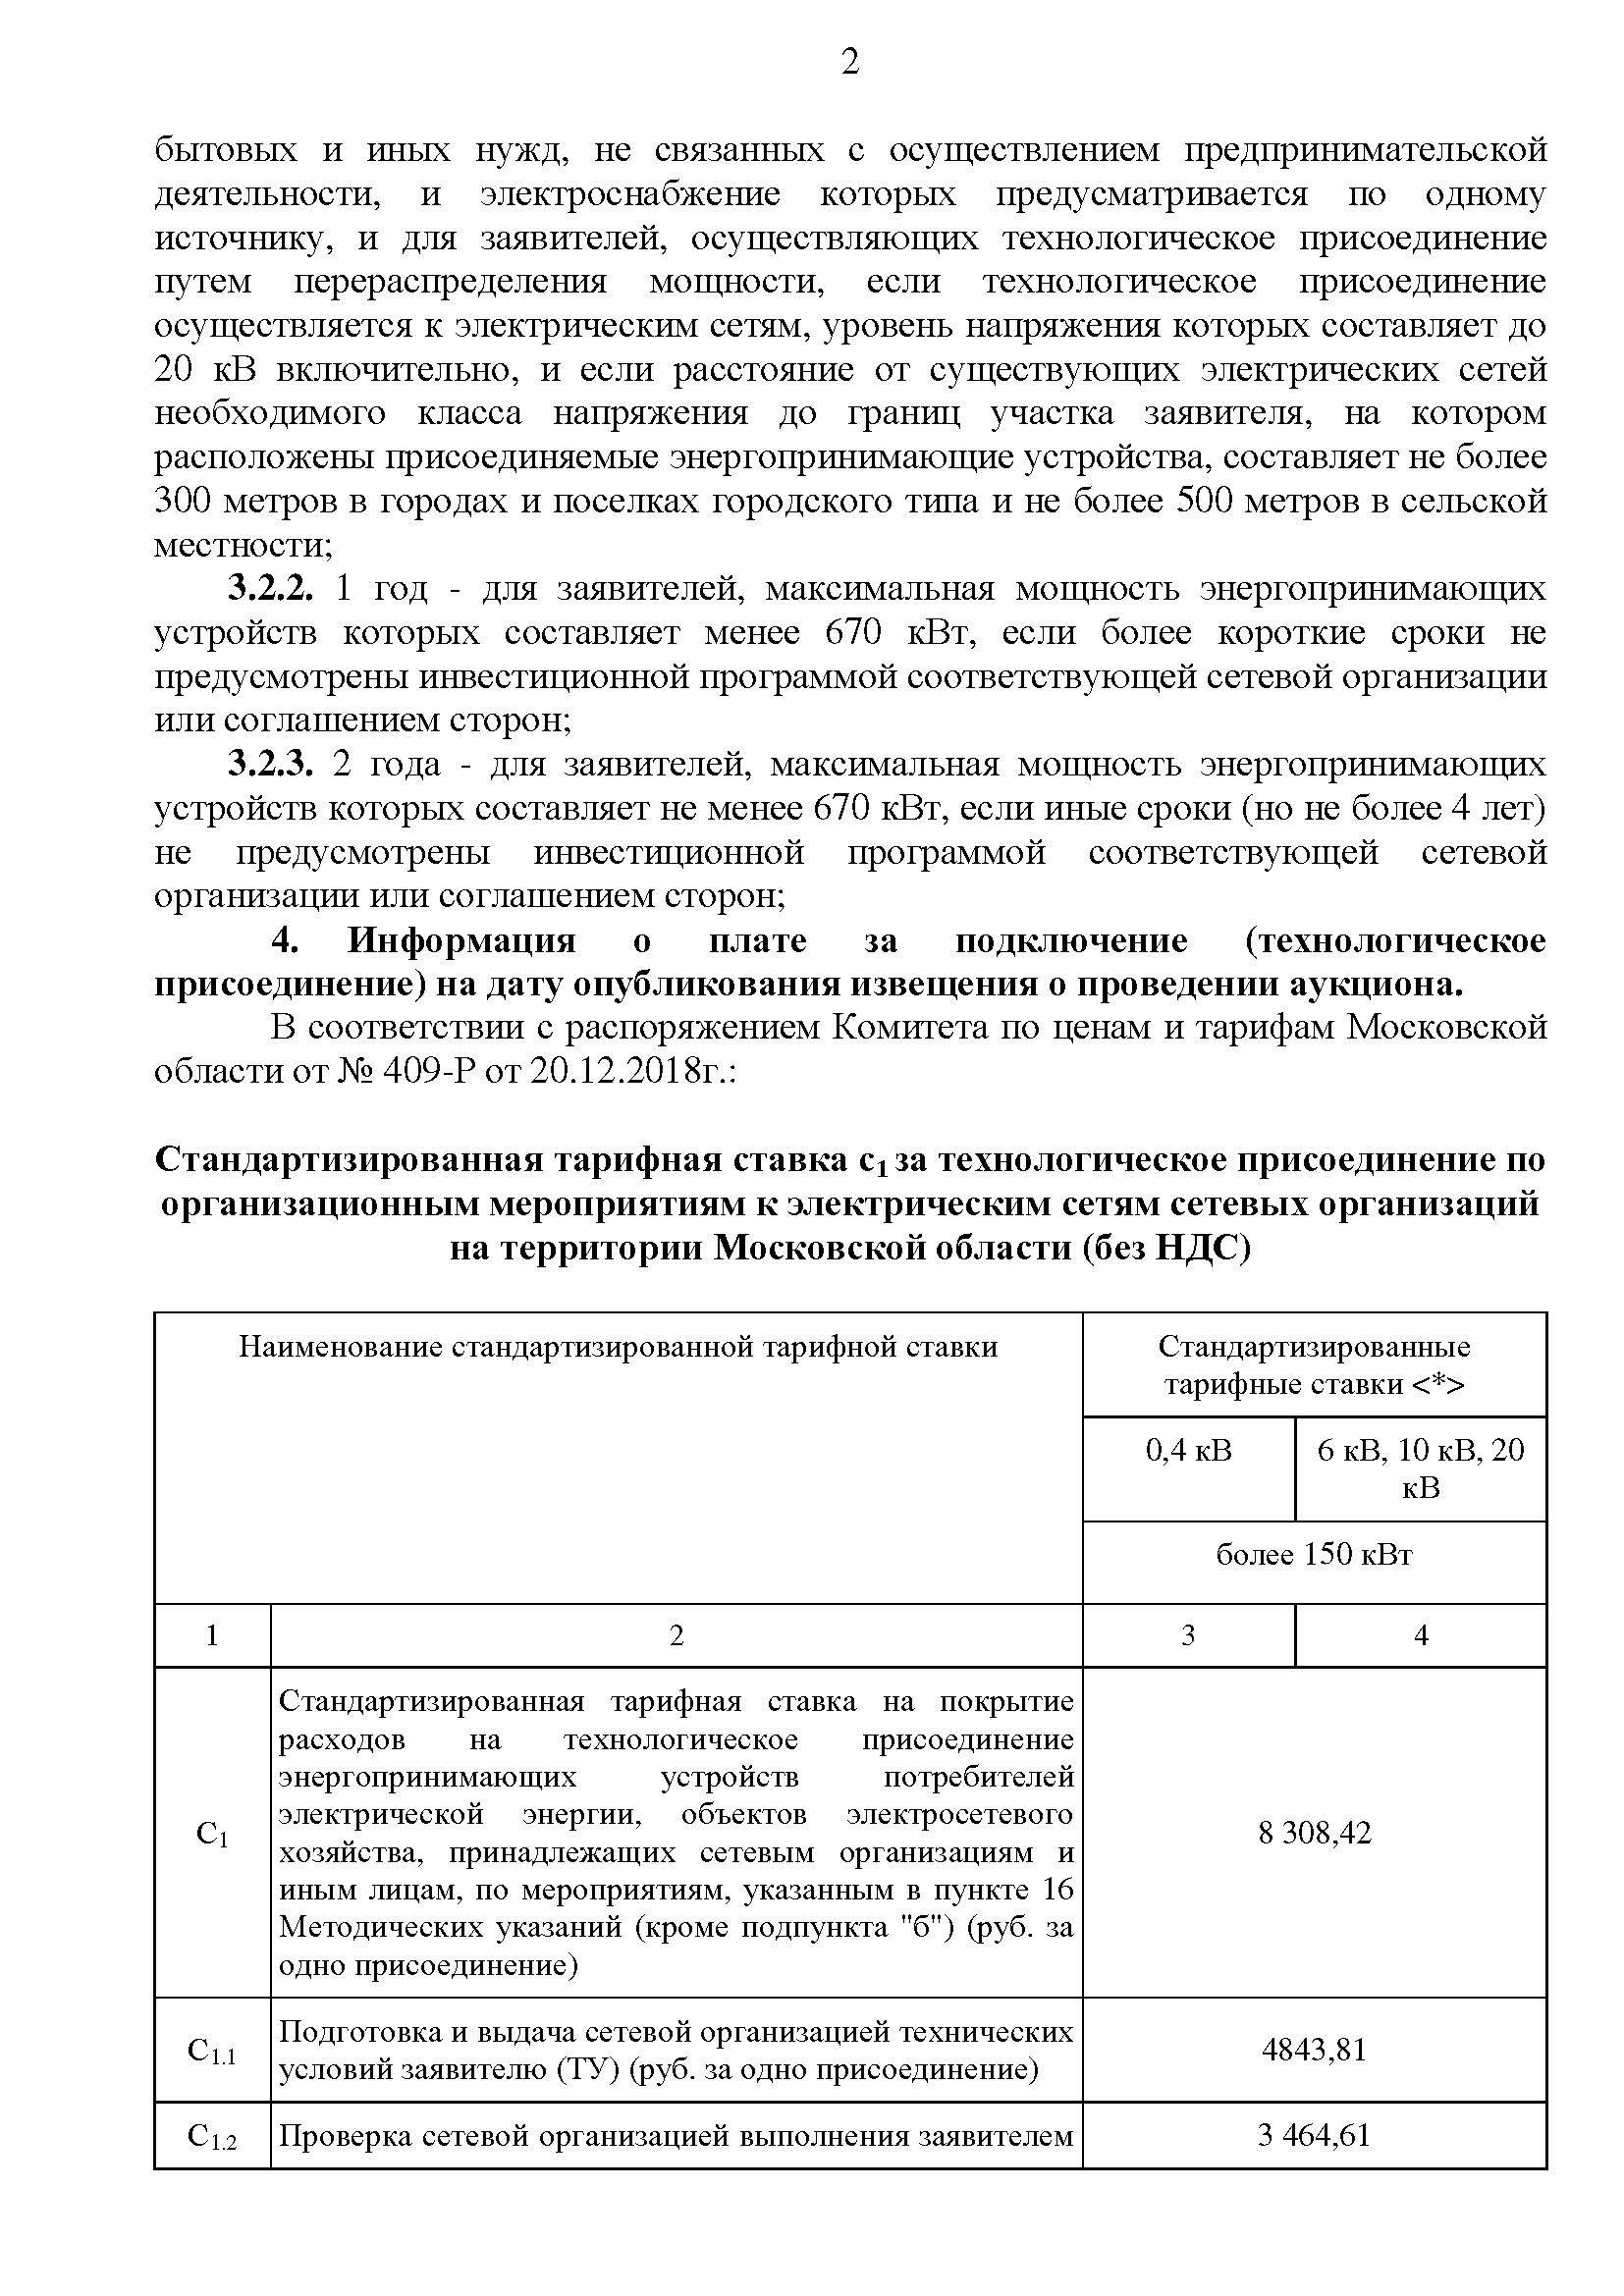 2
бытовых и иных нужд, не связанных с осуществлением предпринимательской
деятельности, и электроснабжение которых предусматривается по одному
источнику, и для заявителей, осуществляющих технологическое присоединение
путем перераспределения мощности, если технологическое присоединение
осуществляется к электрическим сетям, уровень напряжения которых составляет до
20 кВ включительно, и если расстояние от существующих электрических сетей
необходимого класса напряжения до границ участка заявителя, на котором
расположены присоединяемые энергопринимающие устройства, составляет не более
300 метров в городах и поселках городского типа и не более 500 метров в сельской
местности;
3.2.2. 1 год - для заявителей, максимальная мощность энергопринимающих
устройств которых составляет менее 670 кВт, если более короткие сроки не
предусмотрены инвестиционной программой соответствующей сетевой организации
или соглашением сторон;
3.2.3. 2 года - для заявителей, максимальная мощность энергопринимающих
устройств которых составляет не менее 670 кВт, если иные сроки (но не более 4 лет)
не предусмотрены инвестиционной программой соответствующей сетевой
организации или соглашением сторон;
4. Информация о плате за подключение (технологическое
присоединение) на дату опубликования извещения о проведении аукциона.
В соответствии с распоряжением Комитета по ценам и тарифам Московской
области от № 409-Р от 20.12.2018г.:
Стандартизированная тарифная ставка с1 за технологическое присоединение по
организационным мероприятиям к электрическим сетям сетевых организаций
на территории Московской области (без НДС)
Наименование стандартизированной тарифной ставки
Стандартизированные
тарифные ставки <*>
0,4 кВ
6 кВ, 10 кВ, 20
кВ
более 150 кВт
1 2 3 4
С1
Стандартизированная тарифная ставка на покрытие
расходов на технологическое присоединение
энергопринимающих устройств потребителей
электрической энергии, объектов электросетевого
хозяйства, принадлежащих сетевым организациям и
иным лицам, по мероприятиям, указанным в пункте 16
Методических указаний (кроме подпункта "б") (руб. за
одно присоединение)
8 308,42
С1.1
Подготовка и выдача сетевой организацией технических
условий заявителю (ТУ) (руб. за одно присоединение)
4843,81
С1.2 Проверка сетевой организацией выполнения заявителем 3 464,61